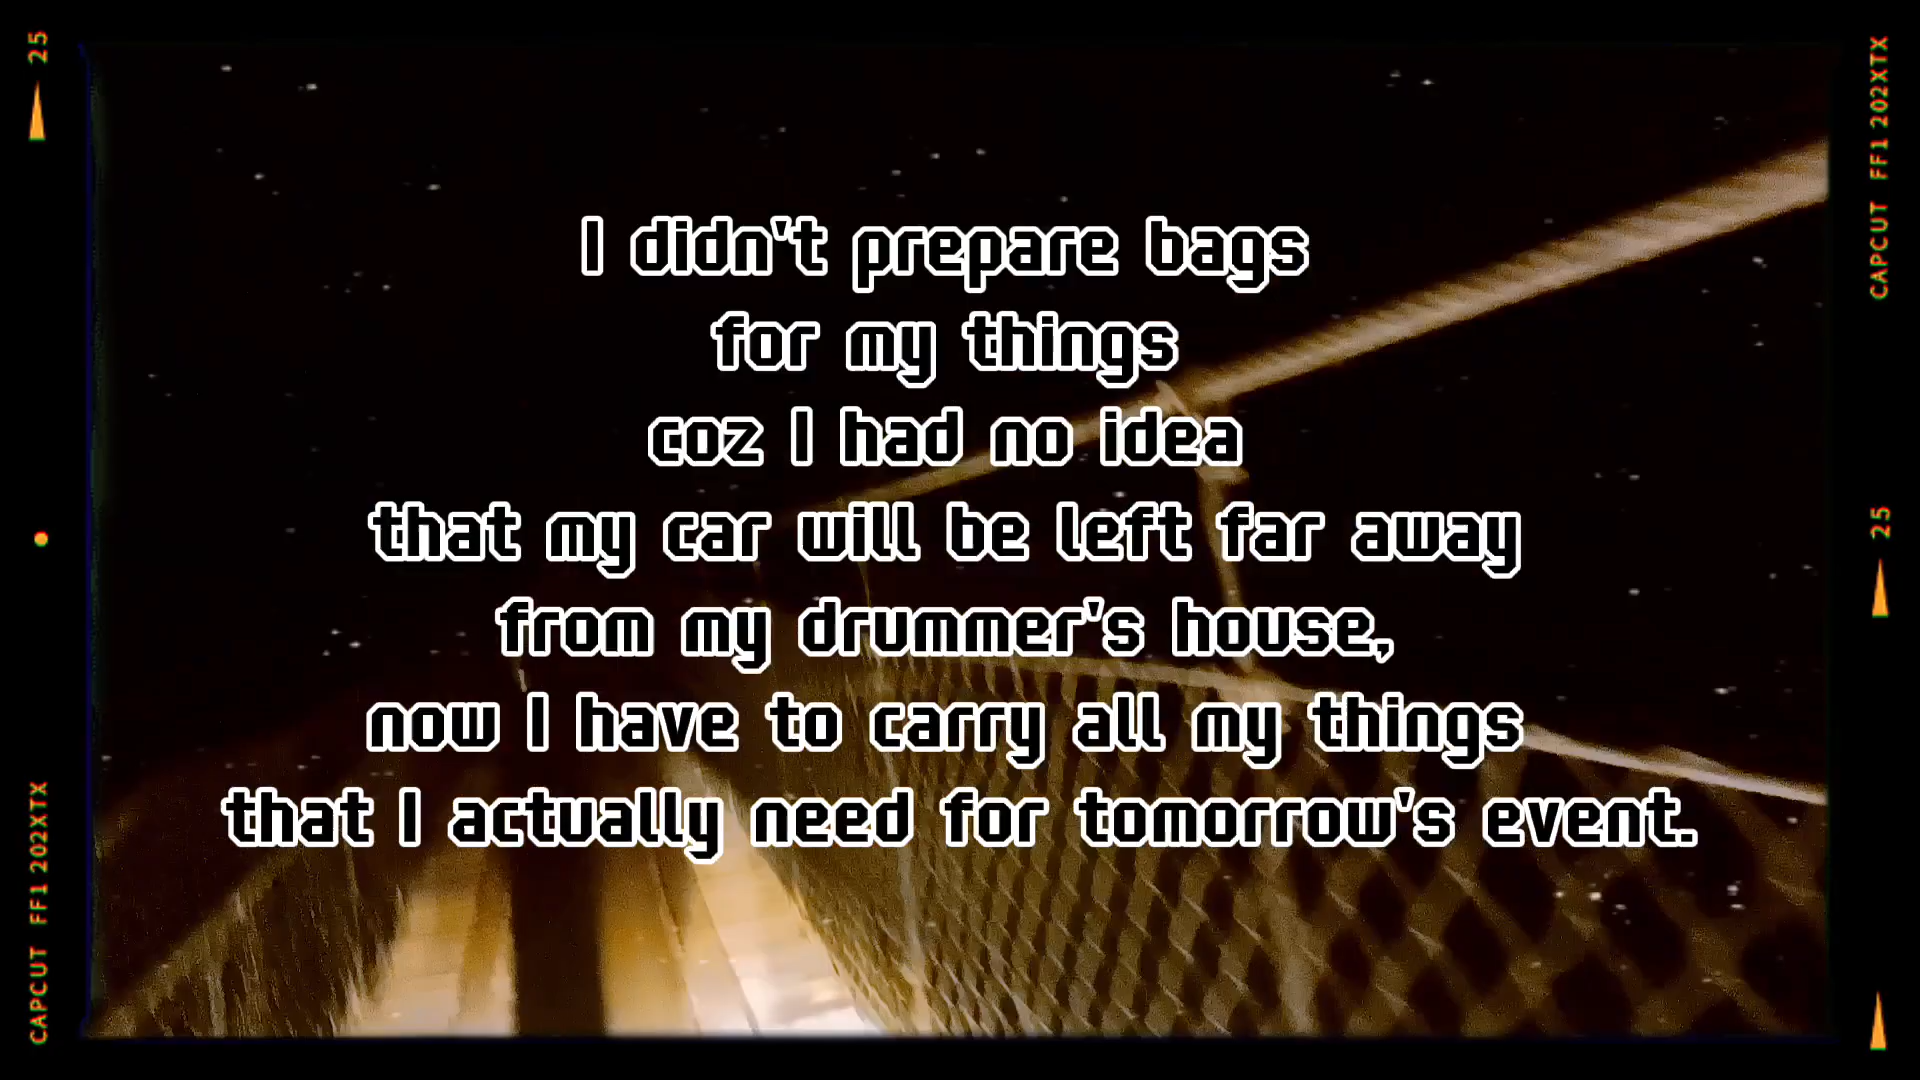 25
CAPCUT FF1 202XTX
I didn't prepare bags
for my things
coz I had no idea
that my car will be left far away
from my drummer's house,
now I have to carry all my things
that I actually need for tomorrow's event.
CAPCUT FF1 202XTX
25